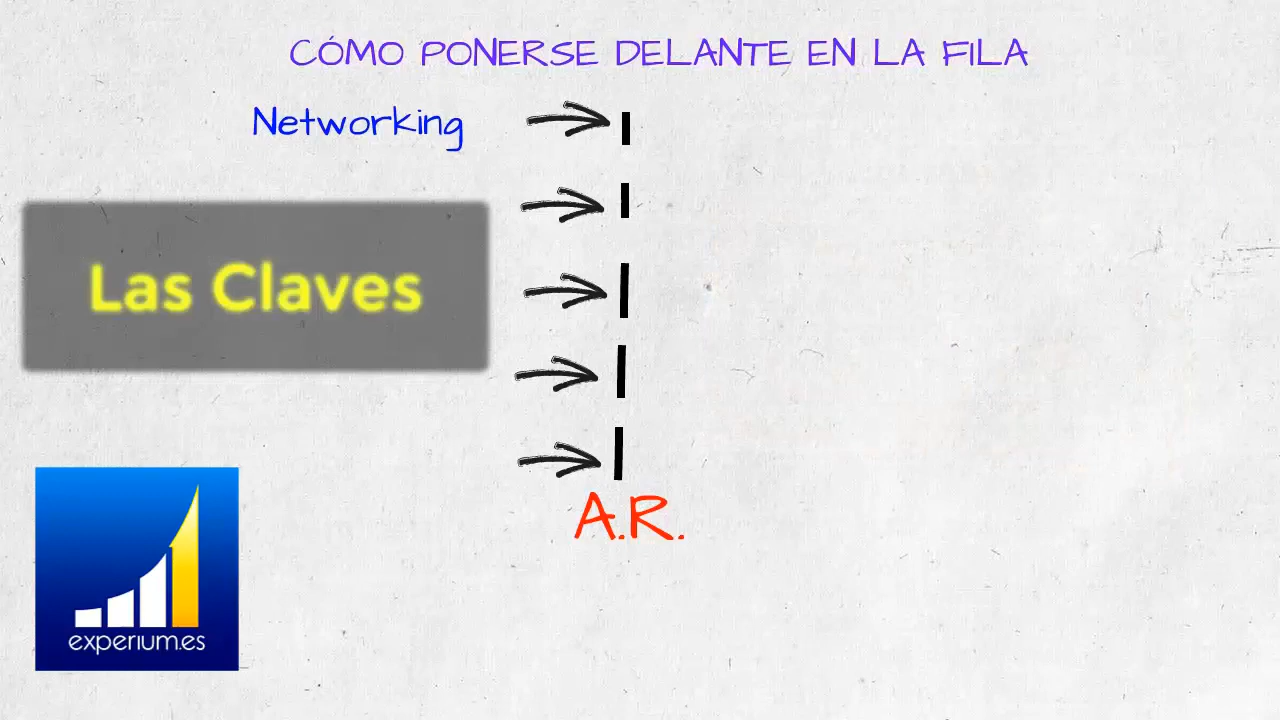 CÓMO PONERSE DELANTE EN LA FILA
Networking
Las Claves
A.R.
experium.es